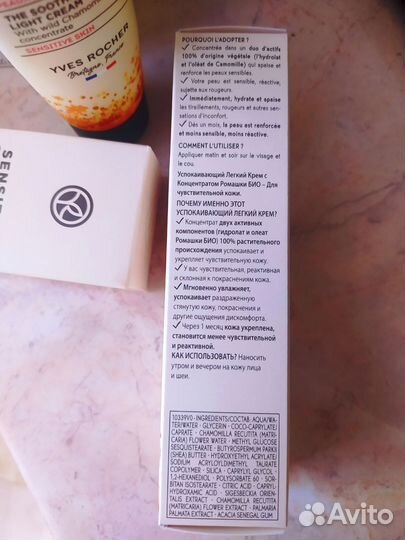 THE SOOTHING
LIGHT CREAM
With wild Chamomile
concentrate
SENSITIVE SKIN
YVES ROCHER
Bretagne, France
SENSI
POURQUOI L'ADOPTER ?
✓ Concentrée dans un duo d'actifs
100% d'origine végétale (l'hydrolat
et l'oléat de Camomille) qui apaise et
renforce les peaux sensibles.
✓ Votre peau est sensible, réactive,
sujette aux rougeurs.
✓ Immédiatement, hydrate et apaise
les tiraillements, rougeurs et autres sen-
sations d'inconfort.
✓ Dès un mois, la peau est renforcée
et moins sensible, moins réactive.
COMMENT L'UTILISER ?
Appliquer matin et soir sur le visage et
le cou.
Успокаивающий Легкий Крем с
Концентратом Ромашки БИО – Для
чувствительной кожи.
ПОЧЕМУ ИМЕННО ЭТОТ
УСПОКАИВАЮЩИЙ ЛЕГКИЙ КРЕМ?
✓ Концентрат двух активных
компонентов (гидролат и олеат
Ромашки БИО) 100% растительного
происхождения успокаивает и
укрепляет чувствительную кожу.
✓ У вас чувствительная, реактивная
и склонная к покраснениям кожа.
✓ Мгновенно увлажняет,
успокаивает раздраженную
стянутую кожу, покраснения и
другие ощущения дискомфорта.
✓ Через 1 месяц кожа укреплена,
становится менее чувствительной
и реактивной.
КАК ИСПОЛЬЗОВАТЬ? Наносить
утром и вечером на кожу лица
и шеи.
10339V0 - INGREDIENTS/СОСТАВ: AQUA/WA-
TER/WATER · GLYCERIN · COCO-CAPRYLATE/
CAPRATE · CHAMOMILLA RECUTITA (MATRI-
CARIA) FLOWER WATER · METHYL GLUCOSE
SESQUISTEARATE · BUTYROSPERMUM PARKII
(SHEA) BUTTER · HYDROXYETHYL ACRYLATE/
SODIUM ACRYLOYLDIMETHYL TAURATE
COPOLYMER · SILICA · CAPRYLYL GLYCOL ·
1,2-HEXANEDIOL · POLYSORBATE 60 · SOR-
BITAN ISOSTEARATE · CITRIC ACID · CAPRYL-
HYDROXAMIC ACID · SIGESBECKIA ORIEN-
TALIS EXTRACT · CHAMOMILLA RECUTITA
(MATRICARIA) FLOWER EXTRACT · PALMARIA
PALMATA EXTRACT · ACACIA SENEGAL GUM
Avito